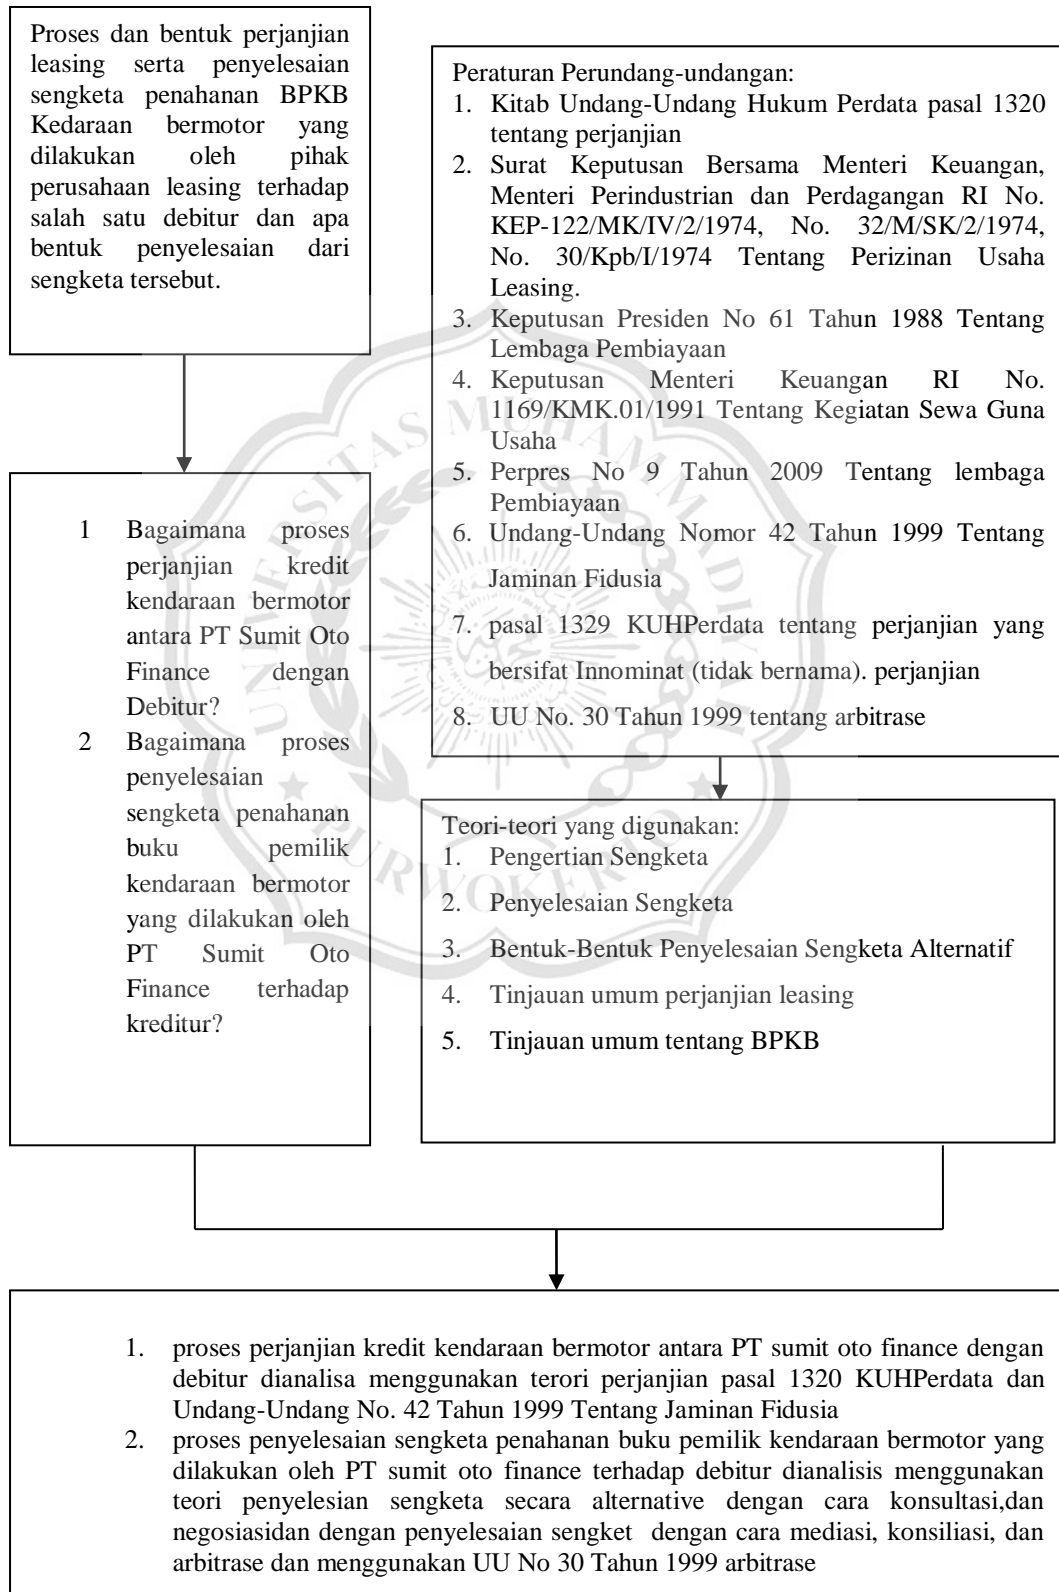 Proses dan bentuk perjanjian
leasing serta penyelesaian
sengketa penahanan BPKB
Kedaraan bermotor yang
dilakukan oleh pihak
perusahaan leasing terhadap
salah satu debitur dan apa
bentuk penyelesaian dari
sengketa tersebut.
Peraturan Perundang-undangan:
1. Kitab Undang-Undang Hukum Perdata pasal 1320
tentang perjanjian
2. Surat Keputusan Bersama Menteri Keuangan,
Menteri Perindustrian dan Perdagangan RI No.
KEP-122/MK/IV/2/1974, No. 32/M/SK/2/1974,
No. 30/Kpb/I/1974 Tentang Perizinan Usaha
Leasing.
3. Keputusan Presiden No 61 Tahun 1988 Tentang
Lembaga Pembiayaan
4. Keputusan Menteri Keuangan RI No.
1169/KMK.01/1991 Tentang Kegiatan Sewa Guna
Usaha
5. Perpres No 9 Tahun 2009 Tentang lembaga
Pembiayaan
6. Undang-Undang Nomor 42 Tahun 1999 Tentang
Jaminan Fidusia
7. pasal 1329 KUHPerdata tentang perjanjian yang
bersifat Innominat (tidak bernama). perjanjian
8. UU No. 30 Tahun 1999 tentang arbitrase
1 Bagaimana proses
perjanjian kredit
kendaraan bermotor
antara PT Sumit Oto
Finance dengan
Debitur?
2 Bagaimana proses
penyelesaian
sengketa penahanan
buku pemilik
kendaraan bermotor
yang dilakukan oleh
PT Sumit Oto
Finance terhadap
kreditur?
Teori-teori yang digunakan:
1. Pengertian Sengketa
2. Penyelesaian Sengketa
3. Bentuk-Bentuk Penyelesaian Sengketa Alternatif
4. Tinjauan umum perjanjian leasing
5. Tinjauan umum tentang BPKB
1. proses perjanjian kredit kendaraan bermotor antara PT sumit oto finance dengan
debitur dianalisa menggunakan terori perjanjian pasal 1320 KUHPerdata dan
Undang-Undang No. 42 Tahun 1999 Tentang Jaminan Fidusia
2. proses penyelesaian sengketa penahanan buku pemilik kendaraan bermotor yang
dilakukan oleh PT sumit oto finance terhadap debitur dianalisis menggunakan
teori penyelesian sengketa secara alternative dengan cara konsultasi,dan
negosiasidan dengan penyelesaian sengket dengan cara mediasi, konsiliasi, dan
arbitrase dan menggunakan UU No 30 Tahun 1999 arbitrase
UNIVERSITAS MUHAMMADIYAH
PURWOKERTO